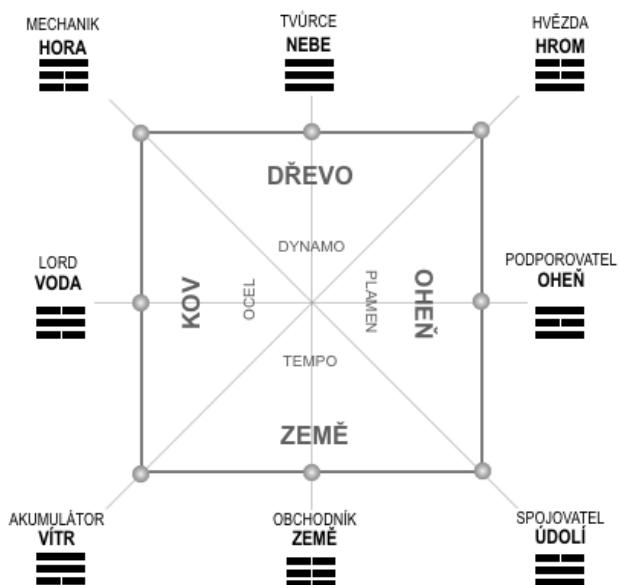 MECHANIK
HORA
TVŮRCE
NEBE
HVĚZDA
HROM
DŘEVO
DYNAMO
LORD
VODA
KOV
OCEL
PLAMEN
OHEŇ
PODPOROVATEL
OHEŇ
TEMPO
ZEMĚ
AKUMULÁTOR
VÍTR
OBCHODNÍK
ZEMĚ
SPOJOVATEL
ÚDOLÍ